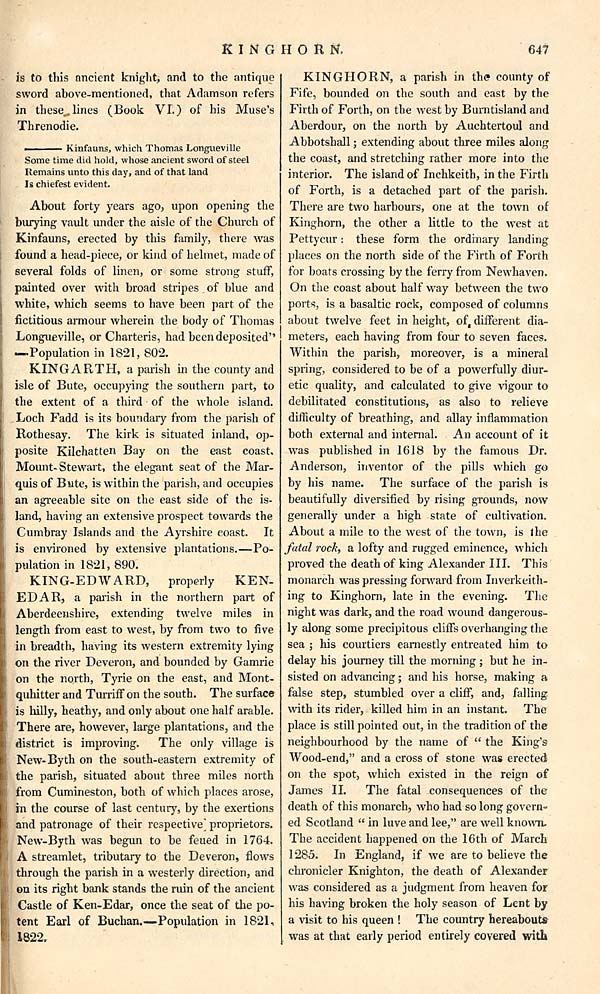 KINGHORN. 647
is to this ancient knight, and to the antique
sword above-mentioned, that Adamson refers
in these lines (Book VI.) of his Muse's
Threnodie.
——— Kinfauns, which Thomas Longueville
Some time did hold, whose ancient sword of steel
Remains unto this day, and of that land
Is chiefest evident.
About forty years ago, upon opening the
burying vault under the aisle of the Church of
Kinfauns, erected by this family, there was
found a head-piece, or kind of helmet, made of
several folds of linen, or some strong stuff,
painted over with broad stripes of blue and
white, which seems to have been part of the
fictitious armour wherein the body of Thomas
Longueville, or Charteris, had been deposited"
—Population in 1821, 802.
KINGARTH, a parish in the county and
isle of Bute, occupying the southern part, to
the extent of a third of the whole island.
Loch Fadd is its boundary from the parish of
Rothesay. The kirk is situated inland, op-
posite Kilchatten Bay on the east coast.
Mount-Stewart, the elegant seat of the Mar-
quis of Bute, is within the parish, and occupies
an agreeable site on the east side of the is-
land, having an extensive prospect towards the
Cumbray Islands and the Ayrshire coast. It
is environed by extensive plantations.—Po-
pulation in 1821, 890.
KING-EDWARD, properly KEN-
EDAR, a parish in the northern part of
Aberdeenshire, extending twelve miles in
length from east to west, by from two to five
in breadth, having its western extremity lying
on the river Deveron, and bounded by Gamrie
on the north, Tyrie on the east, and Mont-
quhitter and Turriff on the south. The surface
is hilly, heathy, and only about one half arable.
There are, however, large plantations, and the
district is improving. The only village is
New-Byth on the south-eastern extremity of
the parish, situated about three miles north
from Cumineston, both of which places arose,
in the course of last century, by the exertions
and patronage of their respective proprietors.
New-Byth was begun to be feued in 1764.
A streamlet, tributary to the Deveron, flows
through the parish in a westerly direction, and
on its right bank stands the ruin of the ancient
Castle of Ken-Edar, once the seat of the po-
tent Earl of Buchan.—Population in 1821,
1822.
KINGHORN, a parish in the county of
Fife, bounded on the south and east by the
Firth of Forth, on the west by Burntisland and
Aberdour, on the north by Auchtertoul and
Abbotshall; extending about three miles along
the coast, and stretching rather more into the
interior. The island of Inchkeith, in the Firth
of Forth, is a detached part of the parish.
There are two harbours, one at the town of
Kinghorn, the other a little to the west at
Pettycur: these form the ordinary landing
places on the north side of the Firth of Forth
for boats crossing by the ferry from Newhaven.
On the coast about half way between the two
ports, is a basaltic rock, composed of columns
about twelve feet in height, of different dia-
meters, each having from four to seven faces.
Within the parish, moreover, is a mineral
spring, considered to be of a powerfully diur-
etic quality, and calculated to give vigour to
debilitated constitutions, as also to relieve
difficulty of breathing, and allay inflammation
both external and internal. An account of it
was published in 1618 by the famous Dr.
Anderson, inventor of the pills which go
by his name. The surface of the parish is
beautifully diversified by rising grounds, now
generally under a high state of cultivation.
About a mile to the west of the town, is the
fatal rock, a lofty and rugged eminence, which
proved the death of king Alexander III. This
monarch was pressing forward from Inverkeith-
ing to Kinghorn, late in the evening. The
night was dark, and the road wound dangerous-
ly along some precipitous cliffs overhanging the
sea; his courtiers earnestly entreated him to
delay his journey till the morning; but he in-
sisted on advancing; and his horse, making a
false step, stumbled over a cliff, and, falling
with its rider, killed him in an instant. The
place is still pointed out, in the tradition of the
neighbourhood by the name of "the King's
Wood-end," and a cross of stone was erected
on the spot, which existed in the reign of
James II. The fatal consequences of the
death of this monarch, who had so long govern-
ed Scotland "in luve and lee," are well known.
The accident happened on the 16th of March
1285. In England, if we are to believe the
chronicler Knighton, the death of Alexander
was considered as a judgment from heaven for
his having broken the holy season of Lent by
a visit to his queen! The country hereabouts
was at that early period entirely covered with